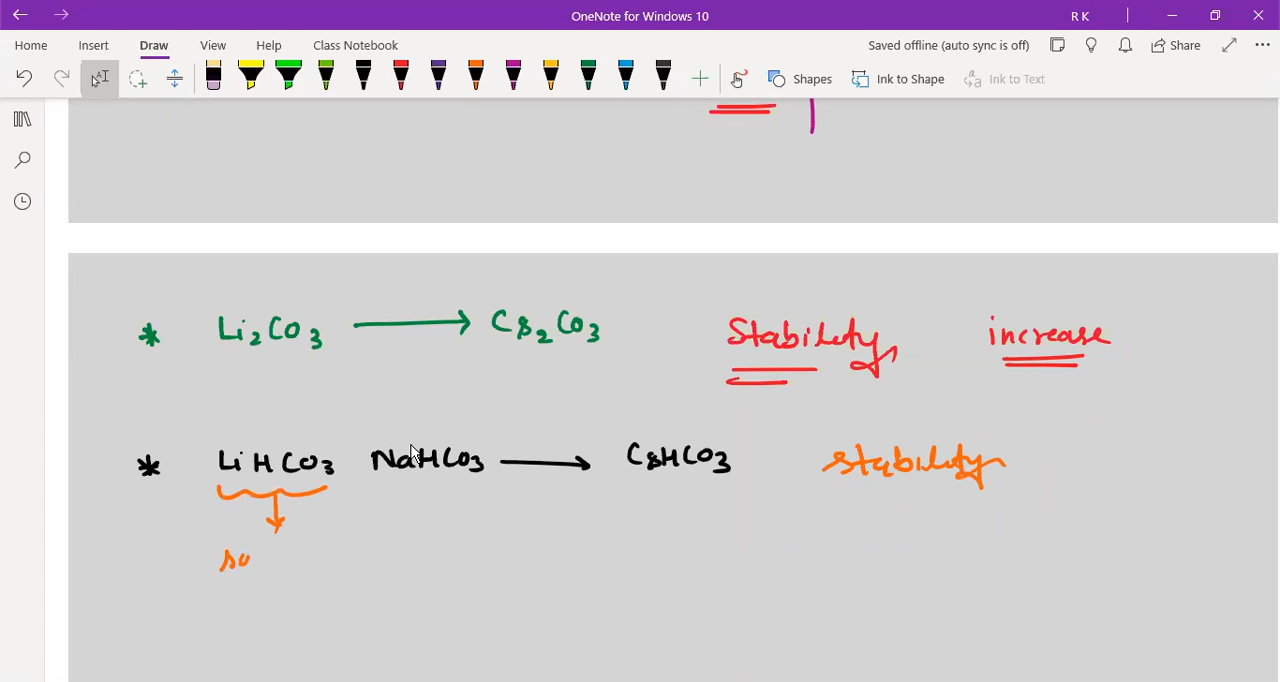 OneNote for Windows 10
R K
Home Insert Draw View Help Class Notebook
Saved offline (auto sync is off)
Share
Shapes
Ink to Shape
Ink to Text
* Li₂CO₃ → Cs₂CO₃ Stability increase
* LiHCO₃ NaHCO₃ → CsHCO₃ stability
so